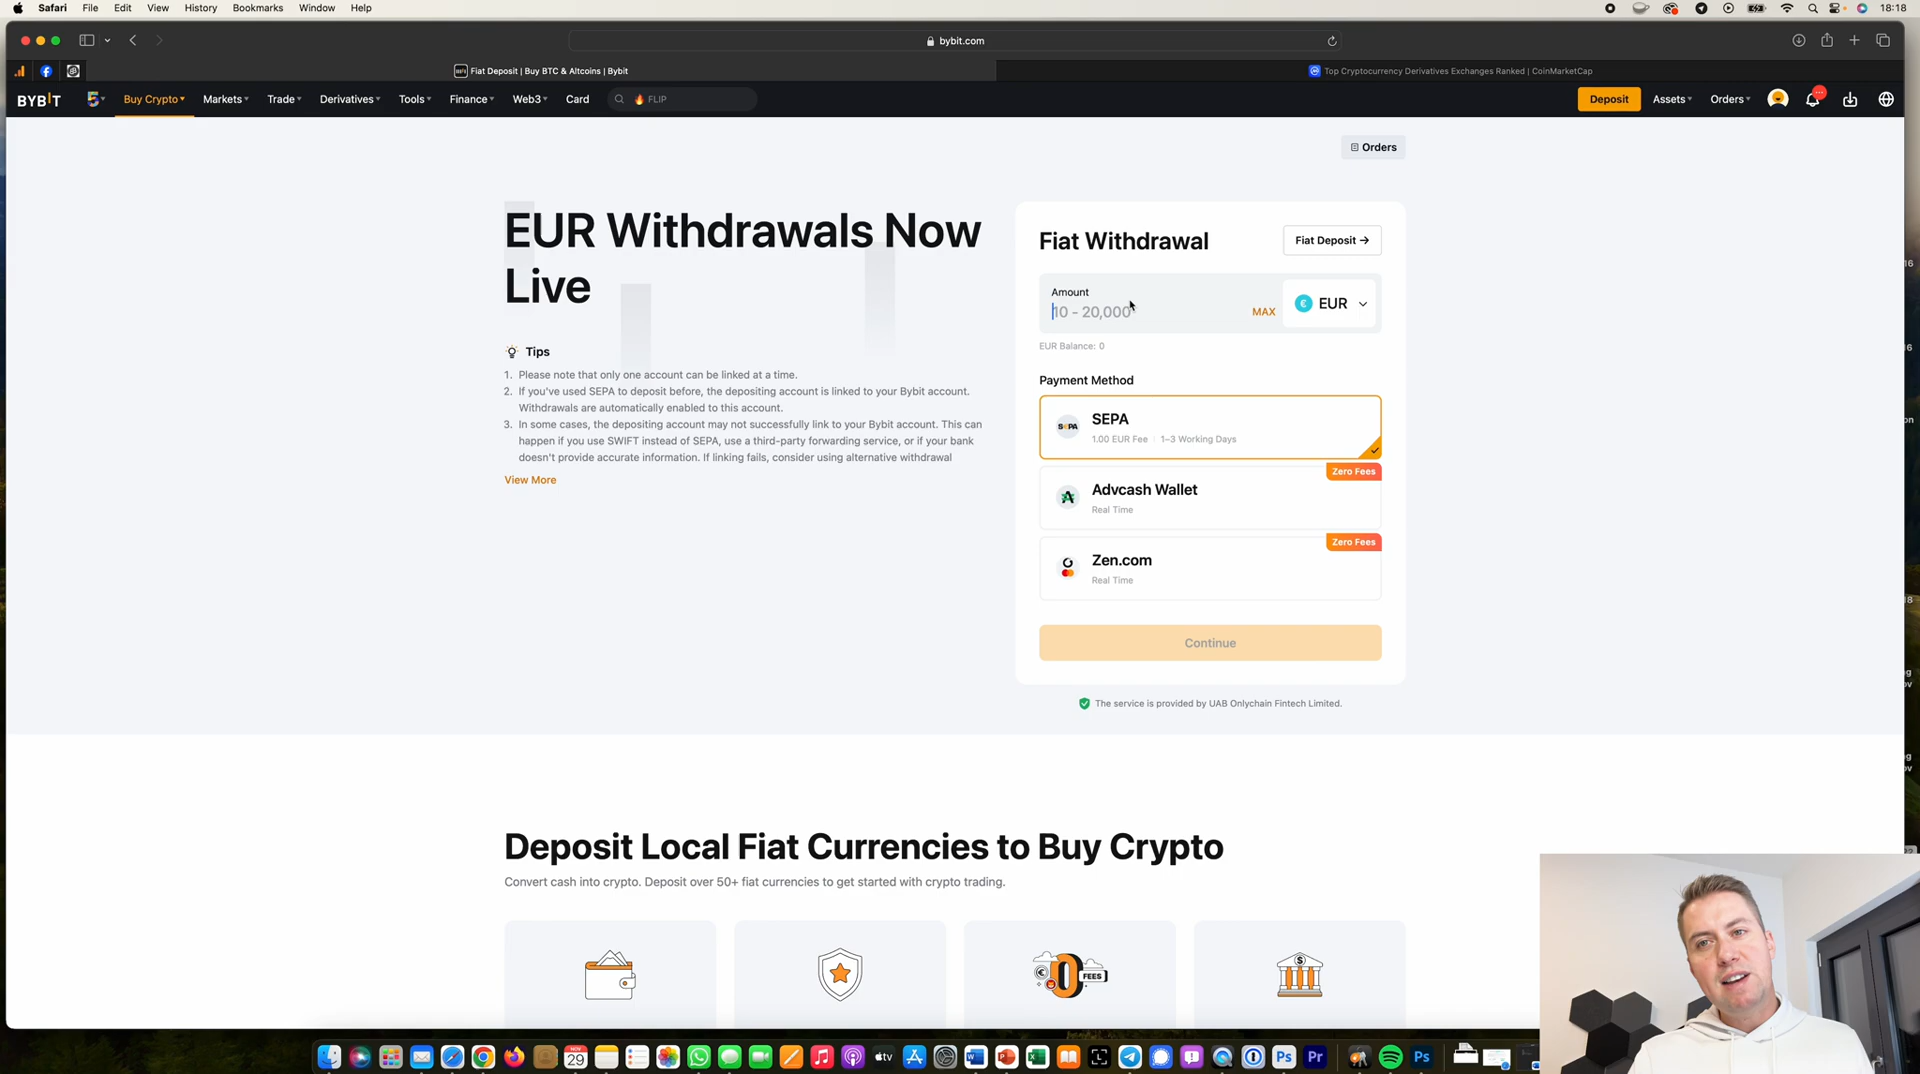 Safari File Edit View History Bookmarks Window Help 18:18
bybit.com
Fiat Deposit | Buy BTC & Altcoins | Bybit
Top Cryptocurrency Derivatives Exchanges Ranked | CoinMarketCap
BYBIT Buy Crypto Markets Trade Derivatives Tools Finance Web3 Card FLIP Deposit Assets Orders
Orders
EUR Withdrawals Now
Live
Tips
1. Please note that only one account can be linked at a time.
2. If you've used SEPA to deposit before, the depositing account is linked to your Bybit account.
Withdrawals are automatically enabled to this account.
3. In some cases, the depositing account may not successfully link to your Bybit account. This can
happen if you use SWIFT instead of SEPA, use a third-party forwarding service, or if your bank
doesn't provide accurate information. If linking fails, consider using alternative withdrawal
View More
Fiat Withdrawal
Fiat Deposit →
Amount
10 - 20,000
MAX
EUR
EUR Balance: 0
Payment Method
SEPA
SEPA
1.00 EUR Fee | 1–3 Working Days
Zero Fees
Advcash Wallet
Real Time
Zero Fees
Zen.com
Real Time
Continue
The service is provided by UAB Onlychain Fintech Limited.
Deposit Local Fiat Currencies to Buy Crypto
Convert cash into crypto. Deposit over 50+ fiat currencies to get started with crypto trading.
0 FEES
NOV
29
tv
Ps
Pr
Ps